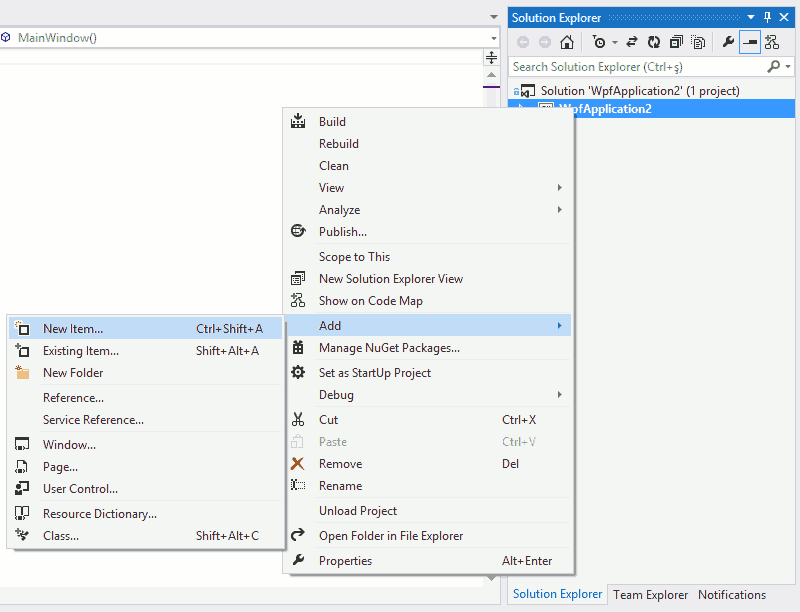 Solution Explorer
MainWindow()
Search Solution Explorer (Ctrl+ş)
Solution 'WpfApplication2' (1 project)
WpfApplication2
Build
Rebuild
Clean
View
Analyze
Publish...
Scope to This
New Solution Explorer View
Show on Code Map
Add
Manage NuGet Packages...
Set as StartUp Project
Debug
Cut Ctrl+X
Paste Ctrl+V
Remove Del
Rename
Unload Project
Open Folder in File Explorer
Properties Alt+Enter
New Item... Ctrl+Shift+A
Existing Item... Shift+Alt+A
New Folder
Reference...
Service Reference...
Window...
Page...
User Control...
Resource Dictionary...
Class... Shift+Alt+C
Solution Explorer Team Explorer Notifications